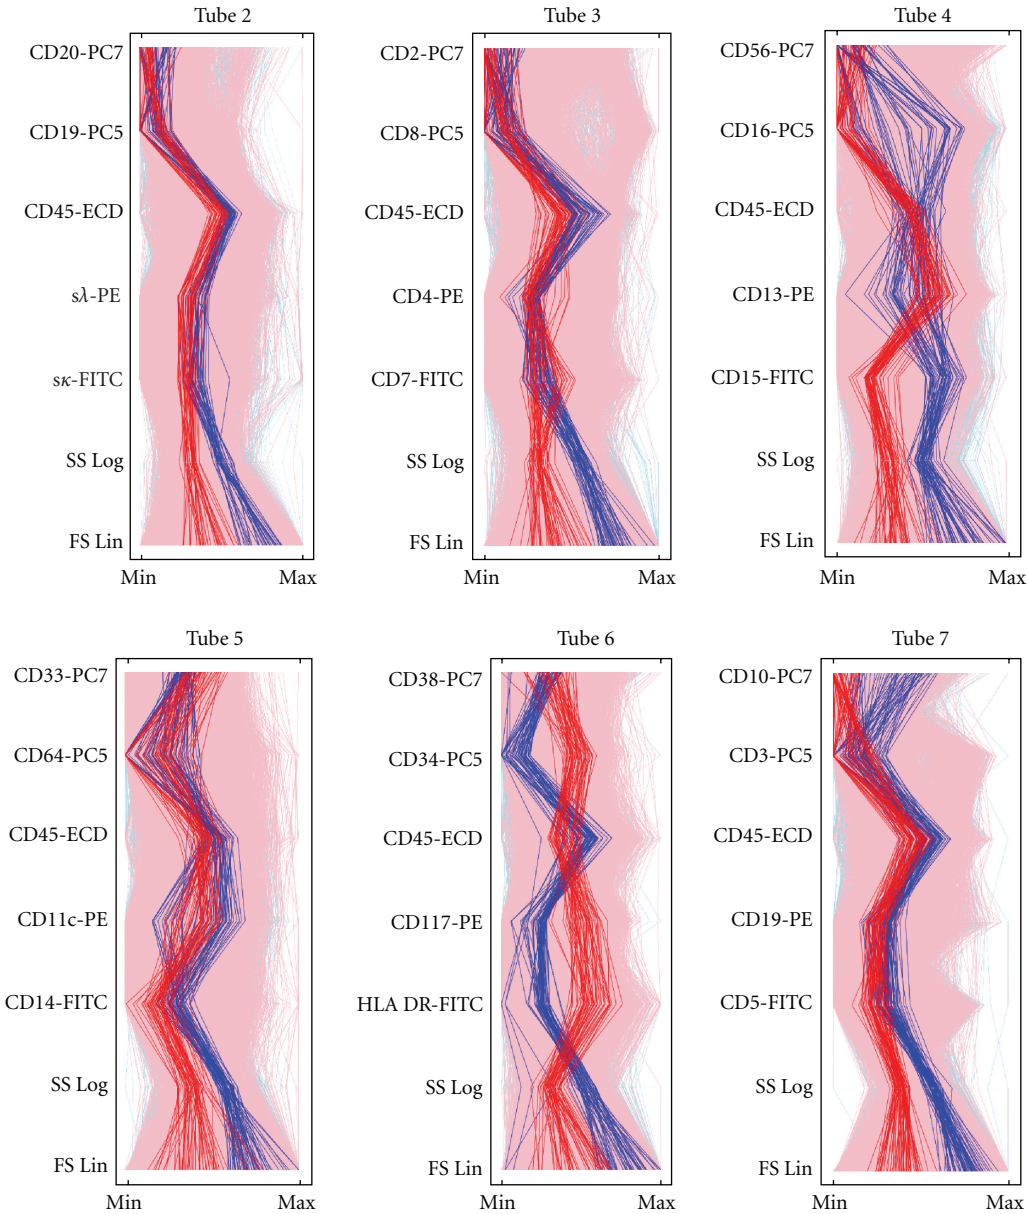 Tube 2
CD20-PC7
CD19-PC5
CD45-ECD
sλ-PE
sκ-FITC
SS Log
FS Lin
Min Max
Tube 3
CD2-PC7
CD8-PC5
CD45-ECD
CD4-PE
CD7-FITC
SS Log
FS Lin
Min Max
Tube 4
CD56-PC7
CD16-PC5
CD45-ECD
CD13-PE
CD15-FITC
SS Log
FS Lin
Min Max
Tube 5
CD33-PC7
CD64-PC5
CD45-ECD
CD11c-PE
CD14-FITC
SS Log
FS Lin
Min Max
Tube 6
CD38-PC7
CD34-PC5
CD45-ECD
CD117-PE
HLA DR-FITC
SS Log
FS Lin
Min Max
Tube 7
CD10-PC7
CD3-PC5
CD45-ECD
CD19-PE
CD5-FITC
SS Log
FS Lin
Min Max